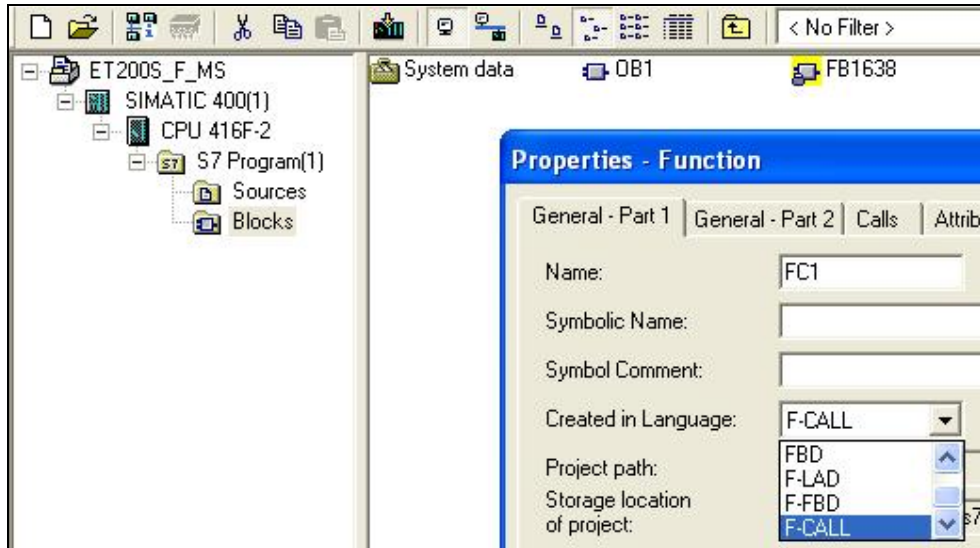 < No Filter >
ET200S_F_MS
SIMATIC 400(1)
CPU 416F-2
S7 Program(1)
Sources
Blocks
System data
OB1
FB1638
Properties - Function
General - Part 1
General - Part 2
Calls
Attrib
Name:
FC1
Symbolic Name:
Symbol Comment:
Created in Language:
F-CALL
FBD
F-LAD
F-FBD
F-CALL
Project path:
Storage location
of project:
s7